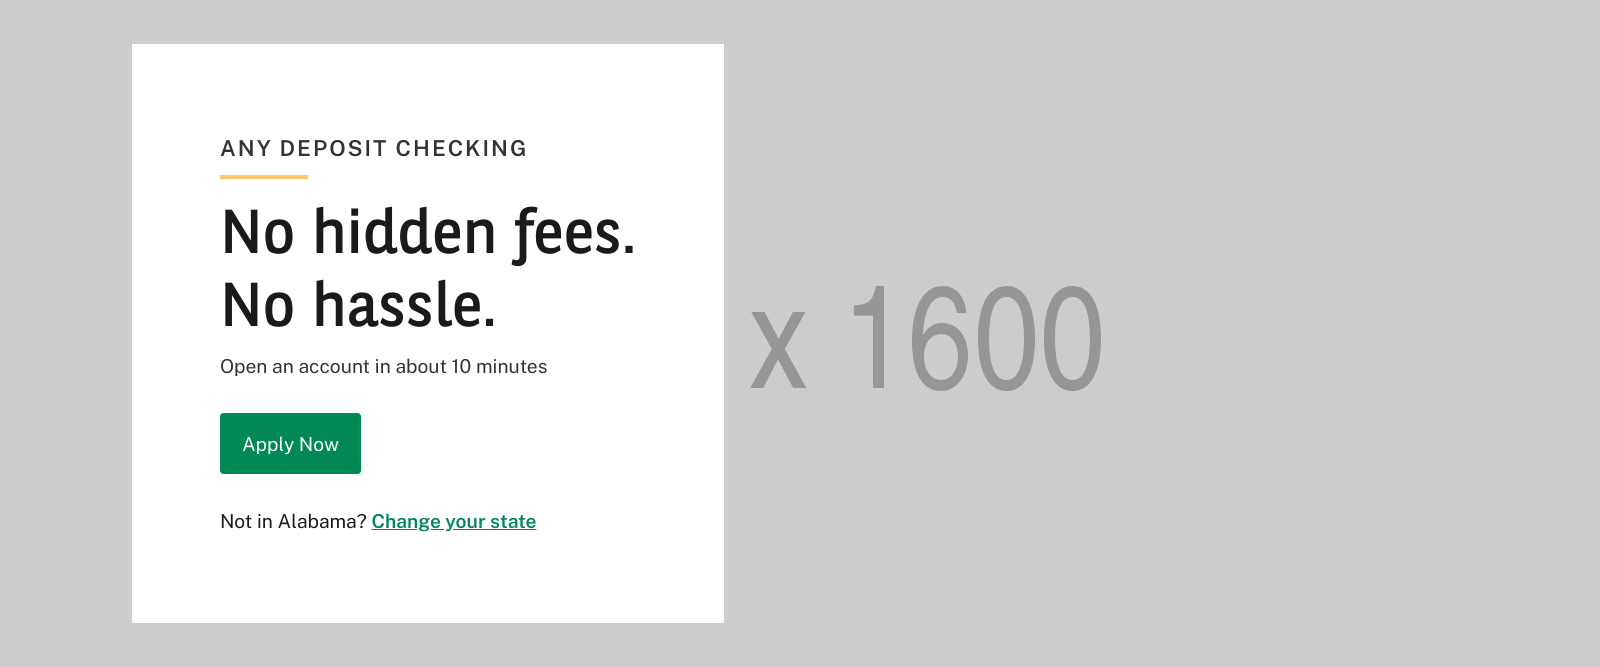 ANY DEPOSIT CHECKING
No hidden fees.
No hassle.
Open an account in about 10 minutes
Apply Now
Not in Alabama? Change your state
x 1600